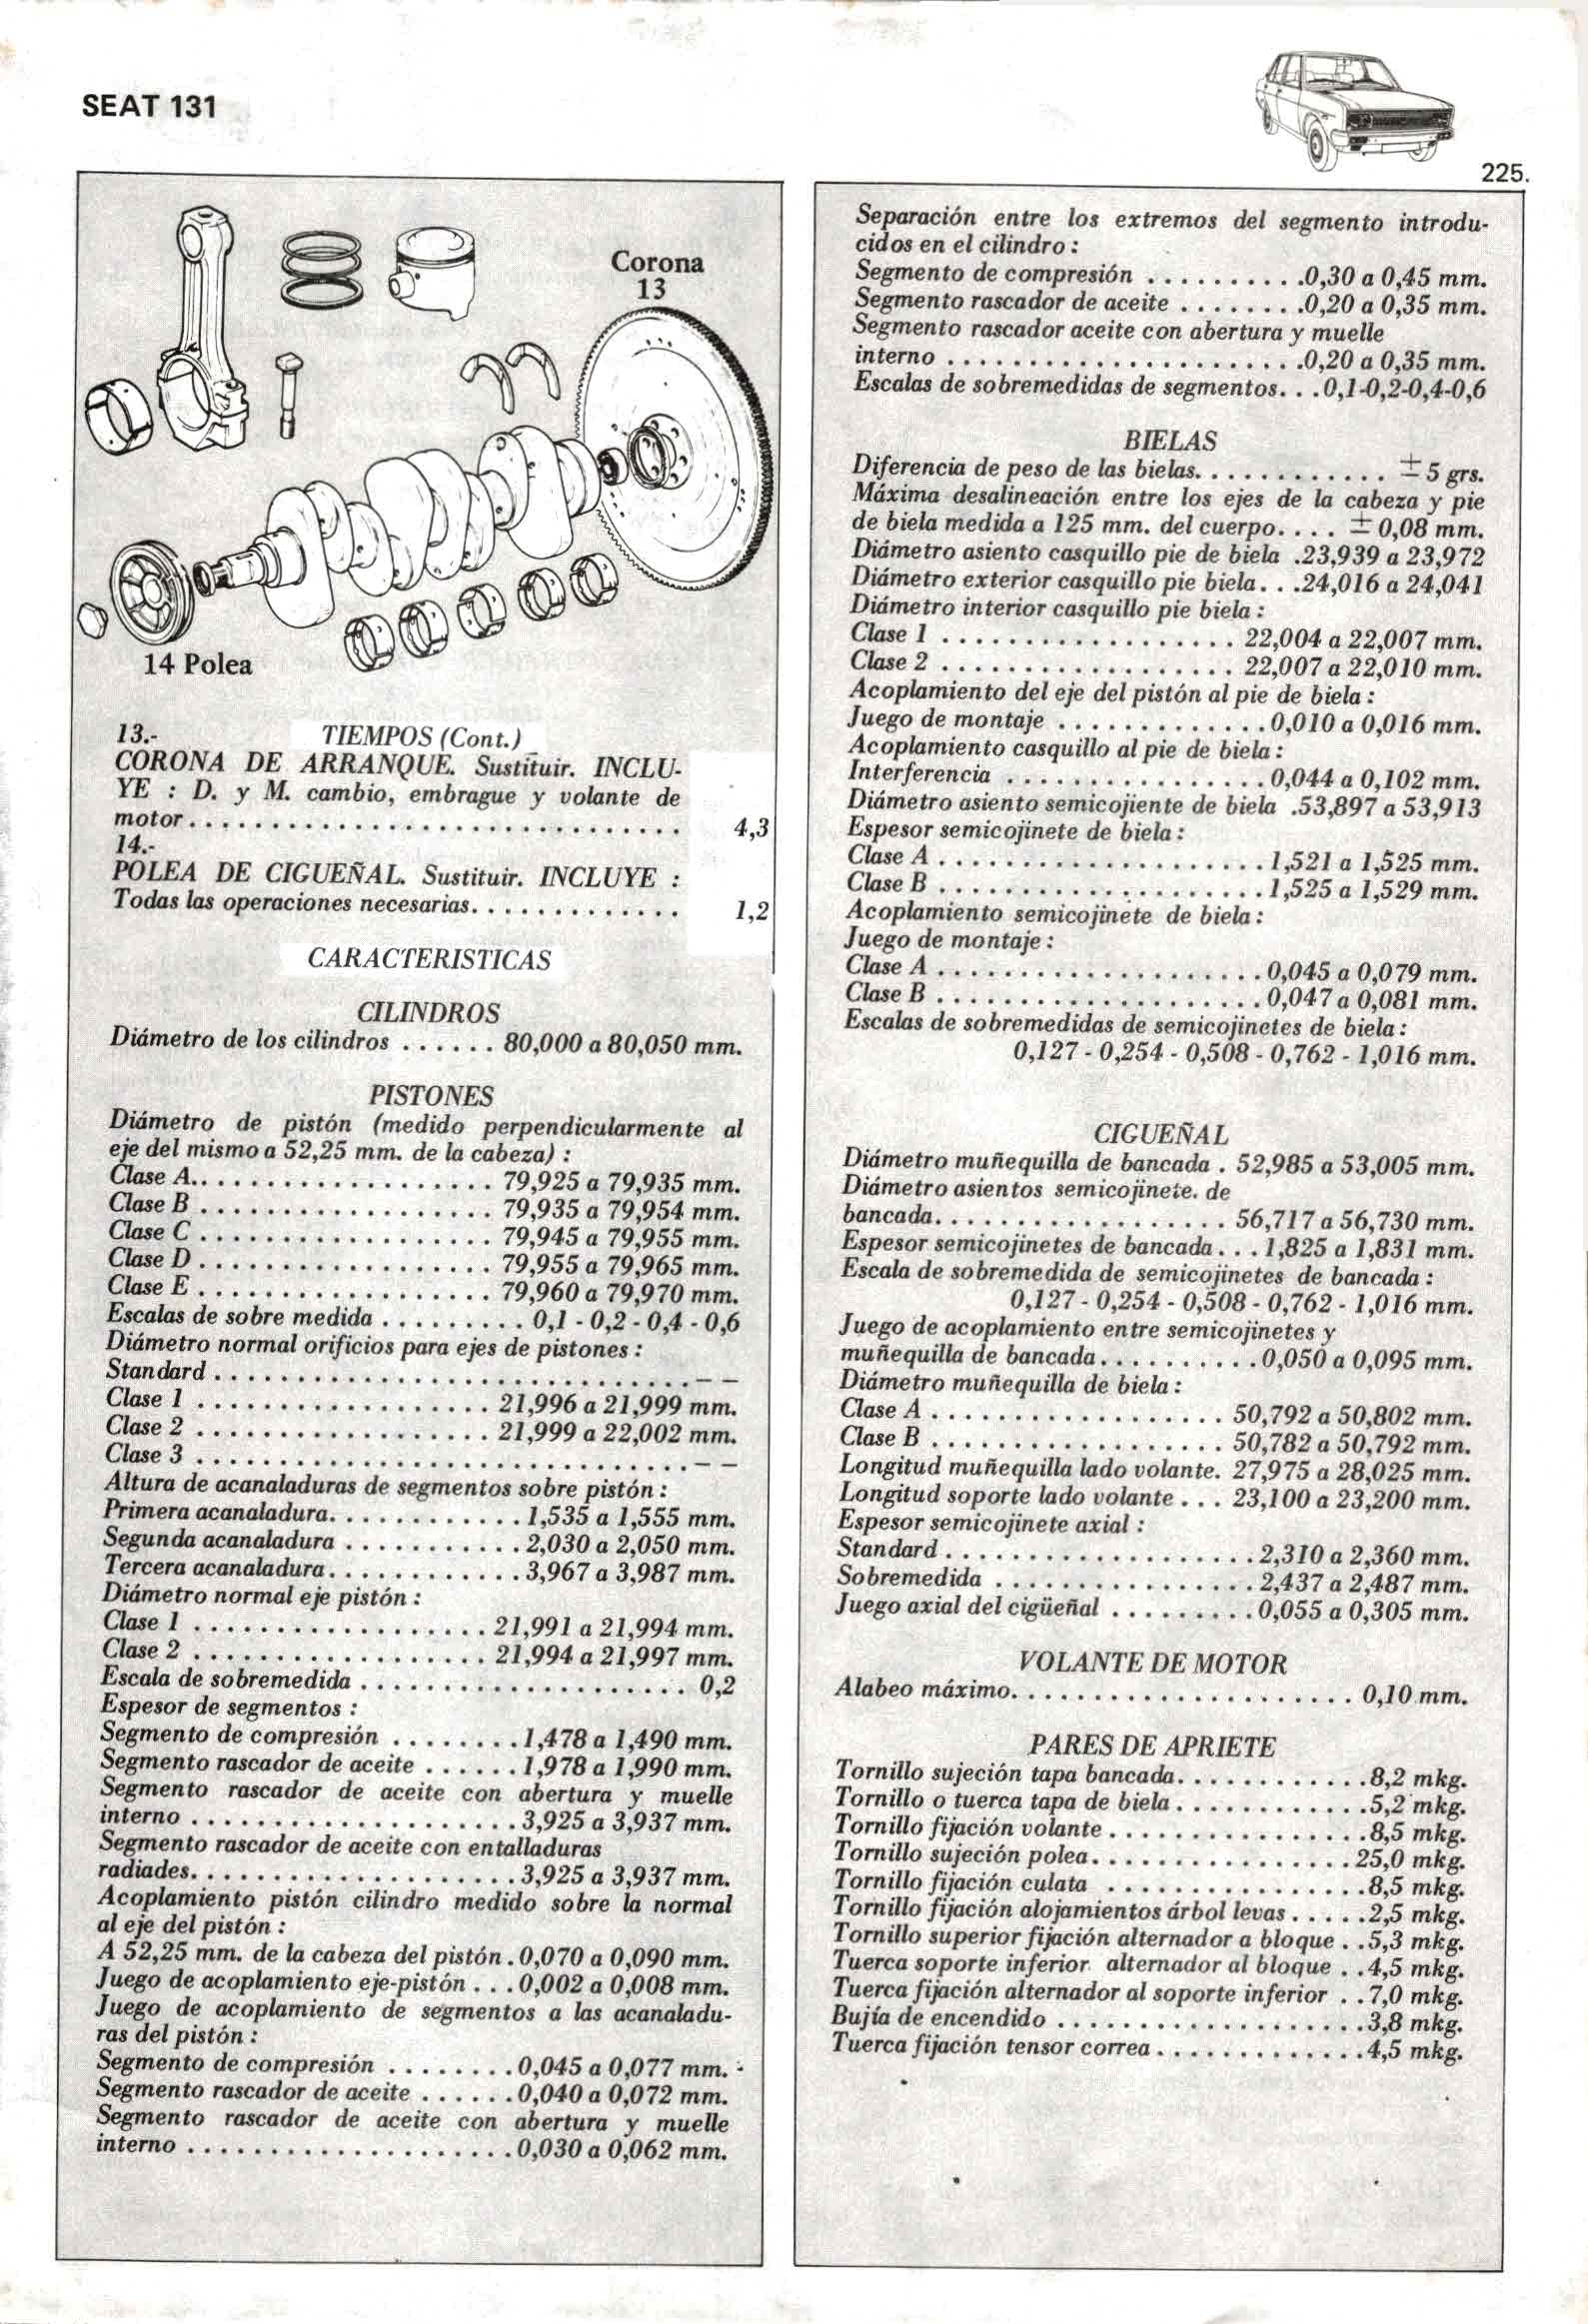 SEAT 131
225.
Corona
13
14 Polea
13.- TIEMPOS (Cont.)
CORONA DE ARRANQUE. Sustituir. INCLU-
YE : D. y M. cambio, embrague y volante de
motor. . . . . . . . . . . . . . . . . . . . . . . . . . . . . . 4,3
14.-
POLEA DE CIGUEÑAL. Sustituir. INCLUYE :
Todas las operaciones necesarias. . . . . . . . . . . . . 1,2
CARACTERISTICAS
CILINDROS
Diámetro de los cilindros . . . . . . 80,000 a 80,050 mm.
PISTONES
Diámetro de pistón (medido perpendicularmente al
eje del mismo a 52,25 mm. de la cabeza) :
Clase A. . . . . . . . . . . . . . . . . . . 79,925 a 79,935 mm.
Clase B . . . . . . . . . . . . . . . . . . 79,935 a 79,954 mm.
Clase C . . . . . . . . . . . . . . . . . . 79,945 a 79,955 mm.
Clase D . . . . . . . . . . . . . . . . . . 79,955 a 79,965 mm.
Clase E . . . . . . . . . . . . . . . . . . 79,960 a 79,970 mm.
Escalas de sobre medida . . . . . . . . . 0,1 - 0,2 - 0,4 - 0,6
Diámetro normal orificios para ejes de pistones :
Standard . . . . . . . . . . . . . . . . . . . . . . . . . . . . . – –
Clase 1 . . . . . . . . . . . . . . . . . . 21,996 a 21,999 mm.
Clase 2 . . . . . . . . . . . . . . . . . . 21,999 a 22,002 mm.
Clase 3 . . . . . . . . . . . . . . . . . . . . . . . . . . . . . . – –
Altura de acanaladuras de segmentos sobre pistón :
Primera acanaladura. . . . . . . . . . . . 1,535 a 1,555 mm.
Segunda acanaladura . . . . . . . . . . . 2,030 a 2,050 mm.
Tercera acanaladura. . . . . . . . . . . . 3,967 a 3,987 mm.
Diámetro normal eje pistón :
Clase 1 . . . . . . . . . . . . . . . . . . 21,991 a 21,994 mm.
Clase 2 . . . . . . . . . . . . . . . . . . 21,994 a 21,997 mm.
Escala de sobremedida . . . . . . . . . . . . . . . . . . . . 0,2
Espesor de segmentos :
Segmento de compresión . . . . . . . . 1,478 a 1,490 mm.
Segmento rascador de aceite . . . . . . 1,978 a 1,990 mm.
Segmento rascador de aceite con abertura y muelle
interno . . . . . . . . . . . . . . . . . . . . 3,925 a 3,937 mm.
Segmento rascador de aceite con entalladuras
radiades. . . . . . . . . . . . . . . . . . . . 3,925 a 3,937 mm.
Acoplamiento pistón cilindro medido sobre la normal
al eje del pistón :
A 52,25 mm. de la cabeza del pistón . 0,070 a 0,090 mm.
Juego de acoplamiento eje-pistón . . . 0,002 a 0,008 mm.
Juego de acoplamiento de segmentos a las acanaladu-
ras del pistón :
Segmento de compresión . . . . . . . . 0,045 a 0,077 mm.
Segmento rascador de aceite . . . . . . 0,040 a 0,072 mm.
Segmento rascador de aceite con abertura y muelle
interno . . . . . . . . . . . . . . . . . . . . 0,030 a 0,062 mm.
Separación entre los extremos del segmento introdu-
cidos en el cilindro :
Segmento de compresión . . . . . . . . . . 0,30 a 0,45 mm.
Segmento rascador de aceite . . . . . . . . 0,20 a 0,35 mm.
Segmento rascador aceite con abertura y muelle
interno . . . . . . . . . . . . . . . . . . . . . . 0,20 a 0,35 mm.
Escalas de sobremedidas de segmentos. . . 0,1-0,2-0,4-0,6
BIELAS
Diferencia de peso de las bielas. . . . . . . . . . . . ± 5 grs.
Máxima desalineación entre los ejes de la cabeza y pie
de biela medida a 125 mm. del cuerpo. . . . ± 0,08 mm.
Diámetro asiento casquillo pie de biela . 23,939 a 23,972
Diámetro exterior casquillo pie biela. . . 24,016 a 24,041
Diámetro interior casquillo pie biela :
Clase 1 . . . . . . . . . . . . . . . . . . 22,004 a 22,007 mm.
Clase 2 . . . . . . . . . . . . . . . . . . 22,007 a 22,010 mm.
Acoplamiento del eje del pistón al pie de biela :
Juego de montaje . . . . . . . . . . . . . 0,010 a 0,016 mm.
Acoplamiento casquillo al pie de biela :
Interferencia . . . . . . . . . . . . . . . . 0,044 a 0,102 mm.
Diámetro asiento semicojiente de biela . 53,897 a 53,913
Espesor semicojinete de biela :
Clase A . . . . . . . . . . . . . . . . . . . . 1,521 a 1,525 mm.
Clase B . . . . . . . . . . . . . . . . . . . . 1,525 a 1,529 mm.
Acoplamiento semicojinete de biela :
Juego de montaje :
Clase A . . . . . . . . . . . . . . . . . . . . 0,045 a 0,079 mm.
Clase B . . . . . . . . . . . . . . . . . . . . 0,047 a 0,081 mm.
Escalas de sobremedidas de semicojinetes de biela :
0,127 - 0,254 - 0,508 - 0,762 - 1,016 mm.
CIGUEÑAL
Diámetro muñequilla de bancada . 52,985 a 53,005 mm.
Diámetro asientos semicojinete. de
bancada. . . . . . . . . . . . . . . . . . 56,717 a 56,730 mm.
Espesor semicojinetes de bancada . . . 1,825 a 1,831 mm.
Escala de sobremedida de semicojinetes de bancada :
0,127 - 0,254 - 0,508 - 0,762 - 1,016 mm.
Juego de acoplamiento entre semicojinetes y
muñequilla de bancada. . . . . . . . . . 0,050 a 0,095 mm.
Diámetro muñequilla de biela :
Clase A . . . . . . . . . . . . . . . . . . 50,792 a 50,802 mm.
Clase B . . . . . . . . . . . . . . . . . . 50,782 a 50,792 mm.
Longitud muñequilla lado volante. 27,975 a 28,025 mm.
Longitud soporte lado volante . . . 23,100 a 23,200 mm.
Espesor semicojinete axial :
Standard . . . . . . . . . . . . . . . . . . . 2,310 a 2,360 mm.
Sobremedida . . . . . . . . . . . . . . . . 2,437 a 2,487 mm.
Juego axial del cigüeñal . . . . . . . . . 0,055 a 0,305 mm.
VOLANTE DE MOTOR
Alabeo máximo. . . . . . . . . . . . . . . . . . . . . 0,10 mm.
PARES DE APRIETE
Tornillo sujeción tapa bancada. . . . . . . . . . . . 8,2 mkg.
Tornillo o tuerca tapa de biela . . . . . . . . . . . . 5,2 mkg.
Tornillo fijación volante . . . . . . . . . . . . . . . . 8,5 mkg.
Tornillo sujeción polea. . . . . . . . . . . . . . . . 25,0 mkg.
Tornillo fijación culata . . . . . . . . . . . . . . . . 8,5 mkg.
Tornillo fijación alojamientos árbol levas . . . . . 2,5 mkg.
Tornillo superior fijación alternador a bloque . . 5,3 mkg.
Tuerca soporte inferior alternador al bloque . . 4,5 mkg.
Tuerca fijación alternador al soporte inferior . . 7,0 mkg.
Bujía de encendido . . . . . . . . . . . . . . . . . . . 3,8 mkg.
Tuerca fijación tensor correa . . . . . . . . . . . . . 4,5 mkg.